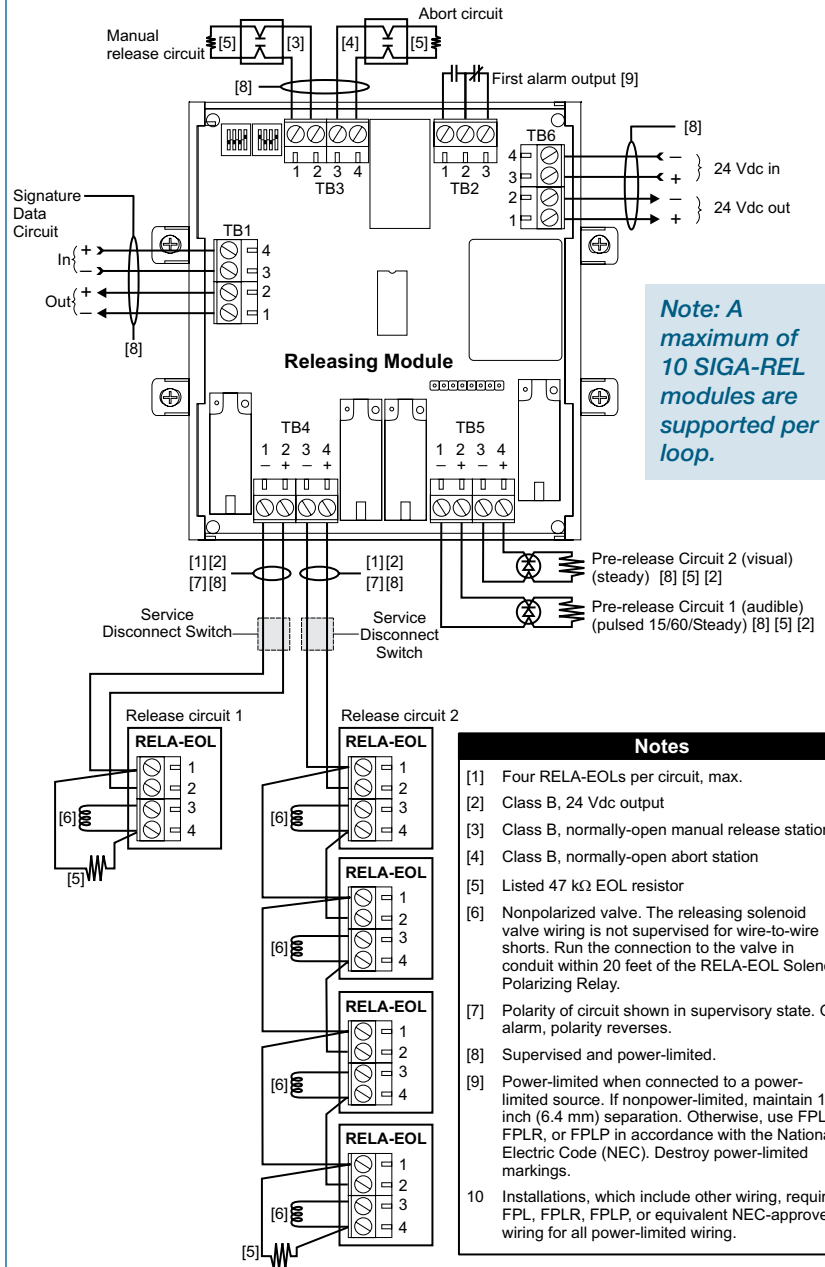 Abort circuit
Manual
release circuit
[5]
[3]
[4]
[5]
[8]
First alarm output [9]
1 2 3 4
TB3
1 2 3
TB2
TB6
4
3
2
1
[8]
−
+
24 Vdc in
−
+
24 Vdc out
Signature
Data
Circuit
TB1
In
+
−
Out
+
−
4
3
2
1
[8]
Releasing Module
Note: A
maximum of
10 SIGA-REL
modules are
supported per
loop.
TB4
1 2 3 4
− + − +
TB5
1 2 3 4
− + − +
[1] [2]
[7] [8]
[1] [2]
[7] [8]
Pre-release Circuit 2 (visual)
(steady) [8] [5] [2]
Pre-release Circuit 1 (audible)
(pulsed 15/60/Steady) [8] [5] [2]
Service
Disconnect Switch
Service
Disconnect
Switch
Release circuit 1
RELA-EOL
1
2
3
4
[6]
[5]
Release circuit 2
RELA-EOL
1
2
3
4
[6]
RELA-EOL
1
2
3
4
[6]
RELA-EOL
1
2
3
4
[6]
RELA-EOL
1
2
3
4
[6]
[5]
Notes
[1] Four RELA-EOLs per circuit, max.
[2] Class B, 24 Vdc output
[3] Class B, normally-open manual release station
[4] Class B, normally-open abort station
[5] Listed 47 kΩ EOL resistor
[6] Nonpolarized valve. The releasing solenoid
valve wiring is not supervised for wire-to-wire
shorts. Run the connection to the valve in
conduit within 20 feet of the RELA-EOL
Polarizing Relay.
[7] Polarity of circuit shown in supervisory state.
alarm, polarity reverses.
[8] Supervised and power-limited.
[9] Power-limited when connected to a power-
limited source. If nonpower-limited, maintain
inch (6.4 mm) separation. Otherwise, use FPL
FPLR, or FPLP in accordance with the
Electric Code (NEC). Destroy power-limited
markings.
10 Installations, which include other wiring,
FPL, FPLR, FPLP, or equivalent
wiring for all power-limited wiring.